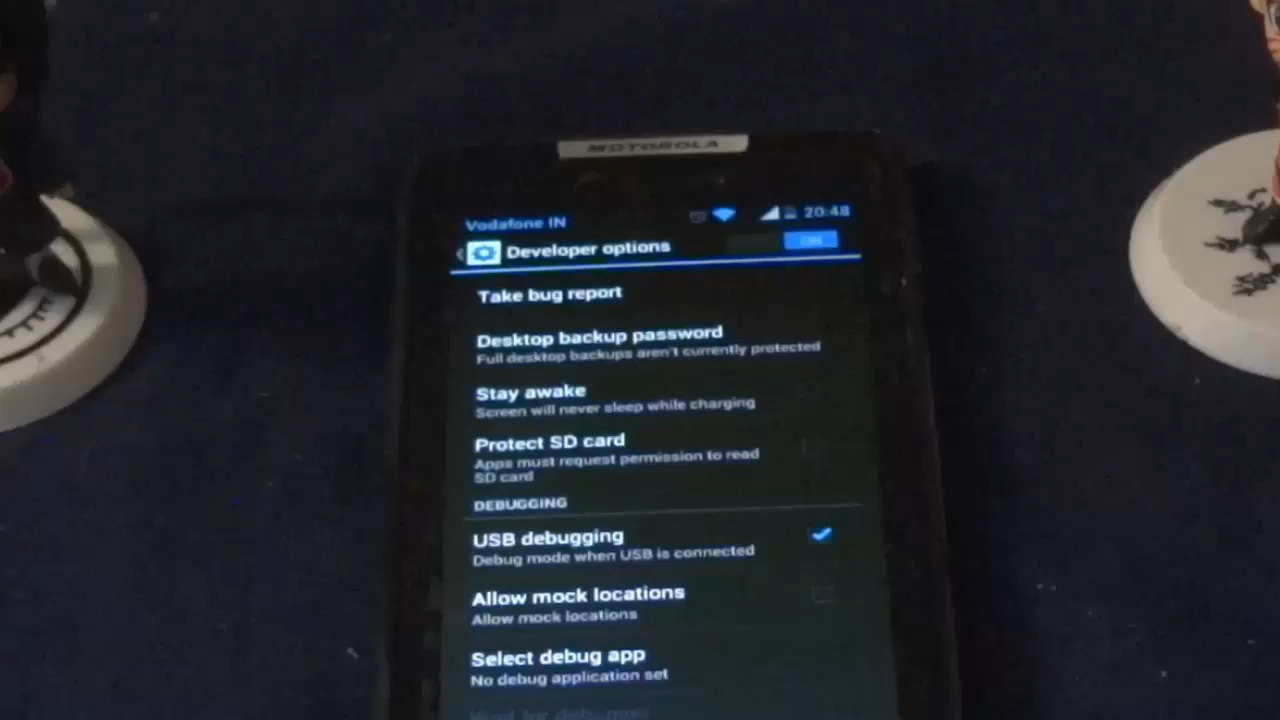 MOTOROLA
Vodafone IN 20:48
Developer options ON
Take bug report
Desktop backup password
Full desktop backups aren't currently protected
Stay awake
Screen will never sleep while charging
Protect SD card
Apps must request permission to read
SD card
DEBUGGING
USB debugging
Debug mode when USB is connected
Allow mock locations
Allow mock locations
Select debug app
No debug application set